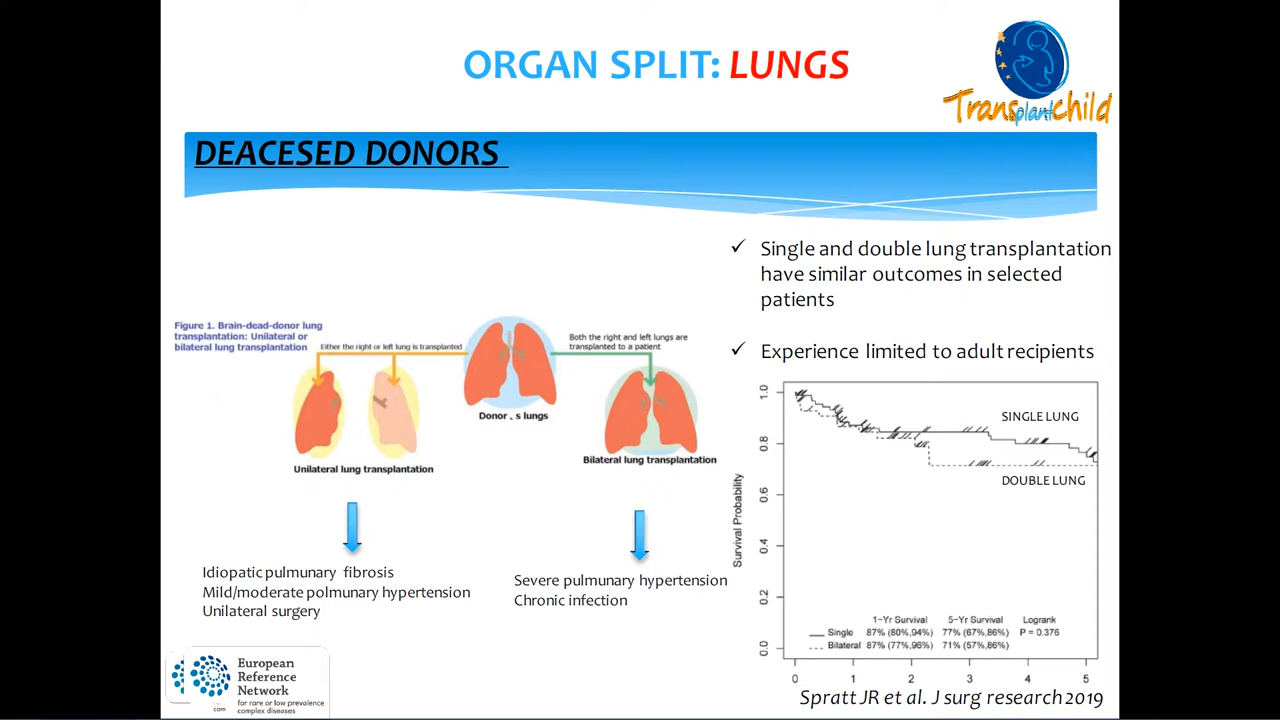 ORGAN SPLIT: LUNGS
Transplantchild
DEACESED DONORS
Single and double lung transplantation
have similar outcomes in selected
patients
Experience limited to adult recipients
Figure 1. Brain-dead-donor lung
transplantation: Unilateral or
bilateral lung transplantation
Either the right or left lung is transplanted
Both the right and left lungs are
transplanted to a patient
Donor s lungs
Unilateral lung transplantation
Bilateral lung transplantation
Idiopatic pulmunary fibrosis
Mild/moderate polmunary hypertension
Unilateral surgery
Severe pulmunary hypertension
Chronic infection
SINGLE LUNG
DOUBLE LUNG
Survival Probability
1.0
0.8
0.6
0.4
0.2
0.0
1-Yr Survival 5-Yr Survival Logrank
Single 87% (80%,94%) 77% (67%,86%) P = 0.376
Bilateral 87% (77%,96%) 71% (57%,86%)
0 1 2 3 4 5
Spratt JR et al. J surg research 2019
European
Reference
Network
for rare or low prevalence
complex diseases
com